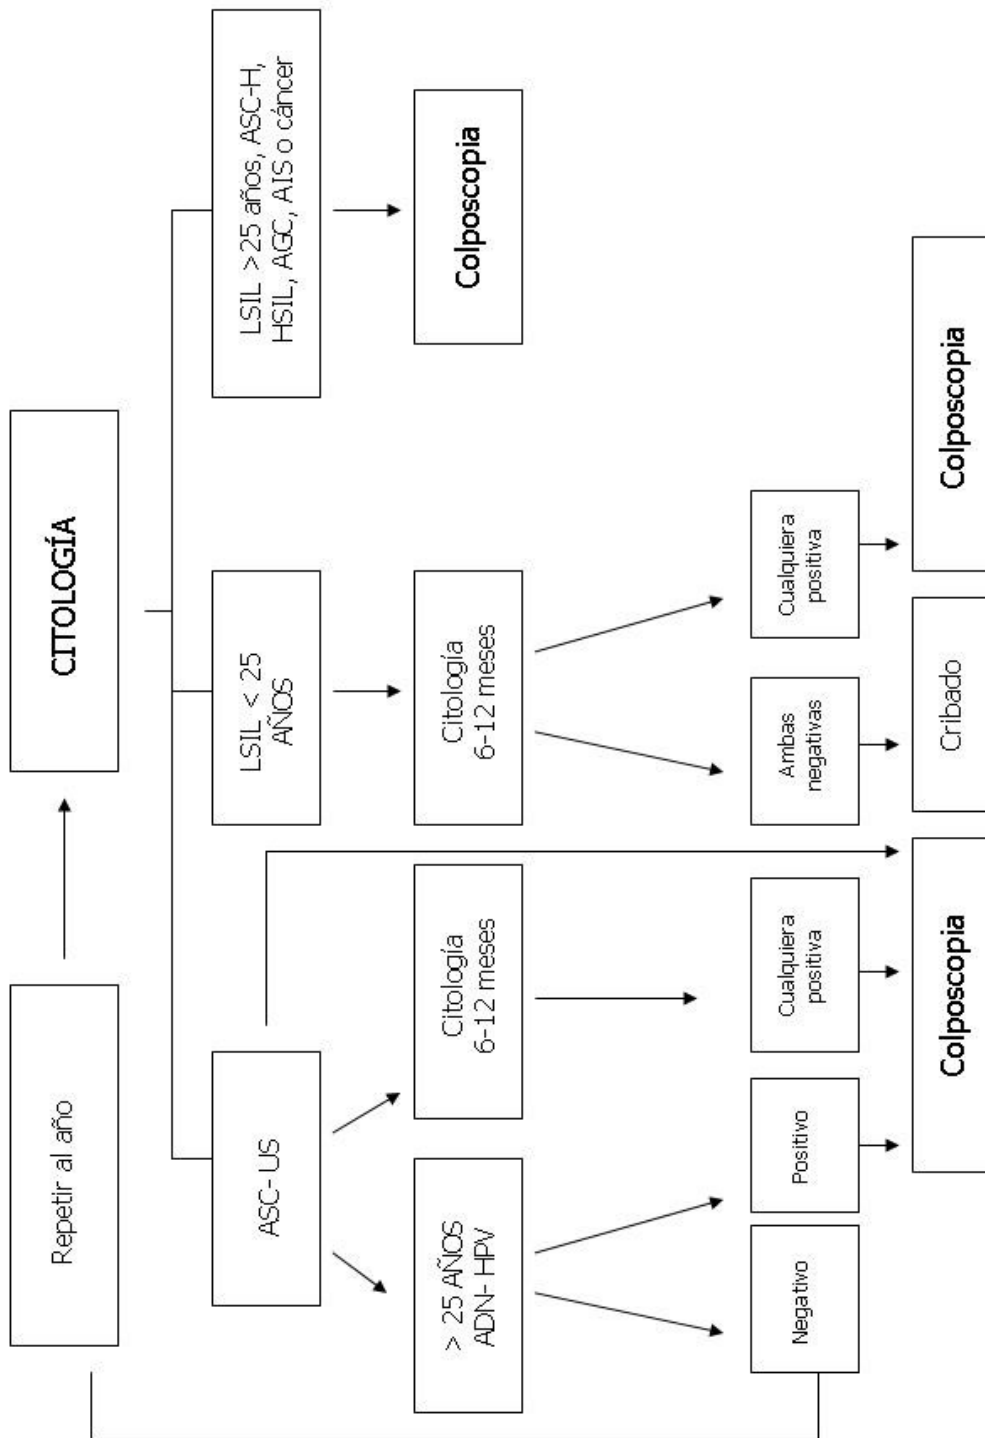 Repetir al año
CITOLOGÍA
ASC- US
LSIL < 25
AÑOS
LSIL >25 años, ASC-H,
HSIL, AGC, AIS o cáncer
> 25 AÑOS
ADN- HPV
Citología
6-12 meses
Citología
6-12 meses
Colposcopia
Negativo
Positivo
Cualquiera
positiva
Ambas
negativas
Cualquiera
positiva
Colposcopia
Cribado
Colposcopia